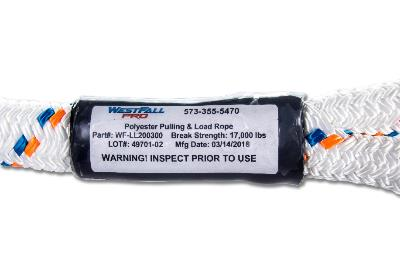 WESTFALL PRO 573-355-5470
Polyester Pulling & Load Rope
Part#: WF-LL200300 Break Strength: 17,000 lbs
LOT#: 49701-02 Mfg Date: 03/14/2018
WARNING! INSPECT PRIOR TO USE